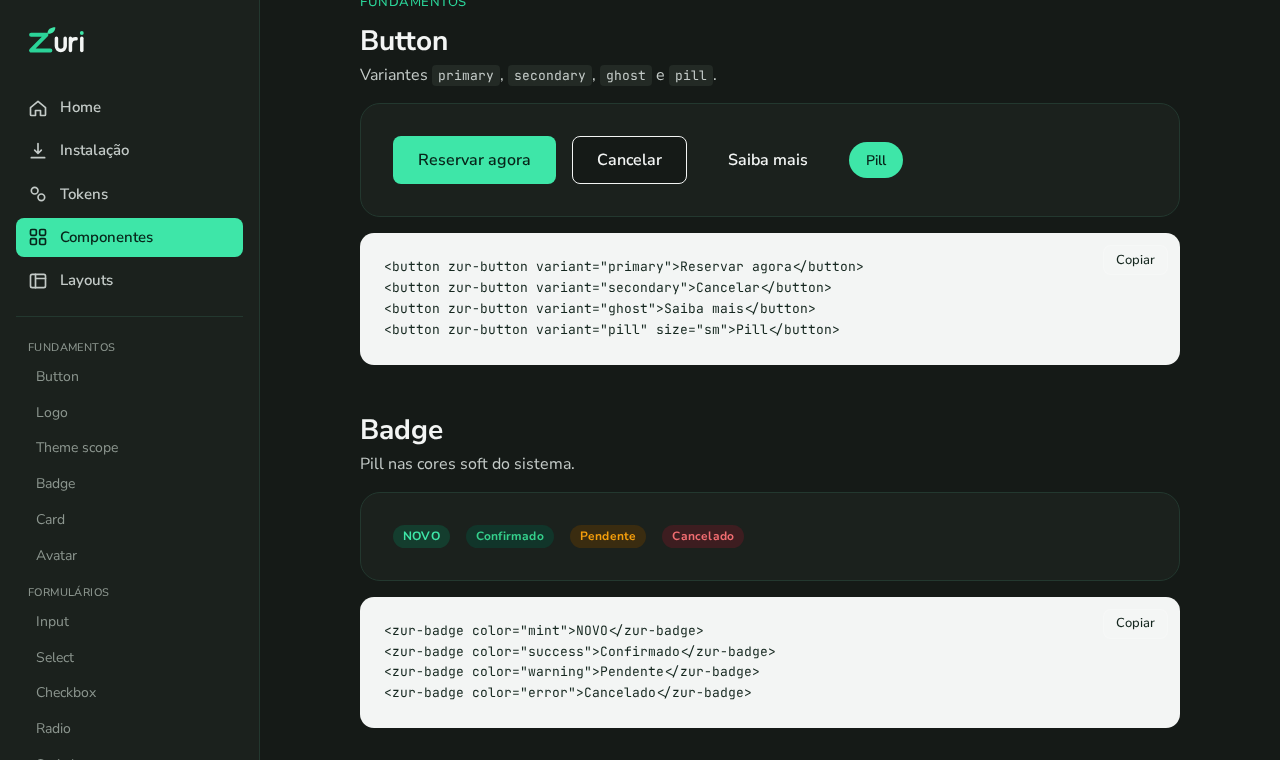 Zuri
Home
Instalação
Tokens
Componentes
Layouts
FUNDAMENTOS
Button
Logo
Theme scope
Badge
Card
Avatar
FORMULÁRIOS
Input
Select
Checkbox
Radio
FUNDAMENTOS
Button
Variantes primary, secondary, ghost e pill.
Reservar agora Cancelar Saiba mais Pill
Copiar
<button zur-button variant="primary">Reservar agora</button>
<button zur-button variant="secondary">Cancelar</button>
<button zur-button variant="ghost">Saiba mais</button>
<button zur-button variant="pill" size="sm">Pill</button>
Badge
Pill nas cores soft do sistema.
NOVO Confirmado Pendente Cancelado
Copiar
<zur-badge color="mint">NOVO</zur-badge>
<zur-badge color="success">Confirmado</zur-badge>
<zur-badge color="warning">Pendente</zur-badge>
<zur-badge color="error">Cancelado</zur-badge>